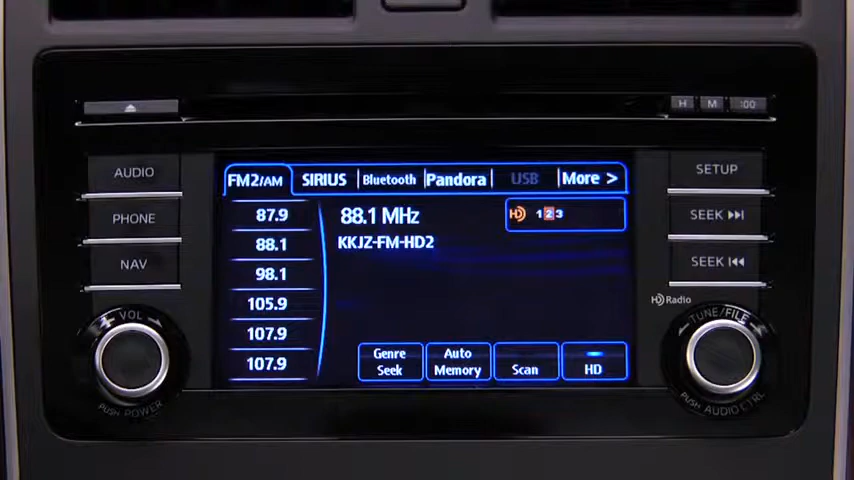 H M :00
AUDIO
PHONE
NAV
VOL
PUSH POWER
FM2/AM SIRIUS Bluetooth Pandora USB More >
87.9
88.1
98.1
105.9
107.9
107.9
88.1 MHz
KKJZ-FM-HD2
HD 1 2 3
Genre Seek
Auto Memory
Scan
HD
SETUP
SEEK
SEEK
HD Radio
TUNE/FILE
PUSH AUDIO CTRL